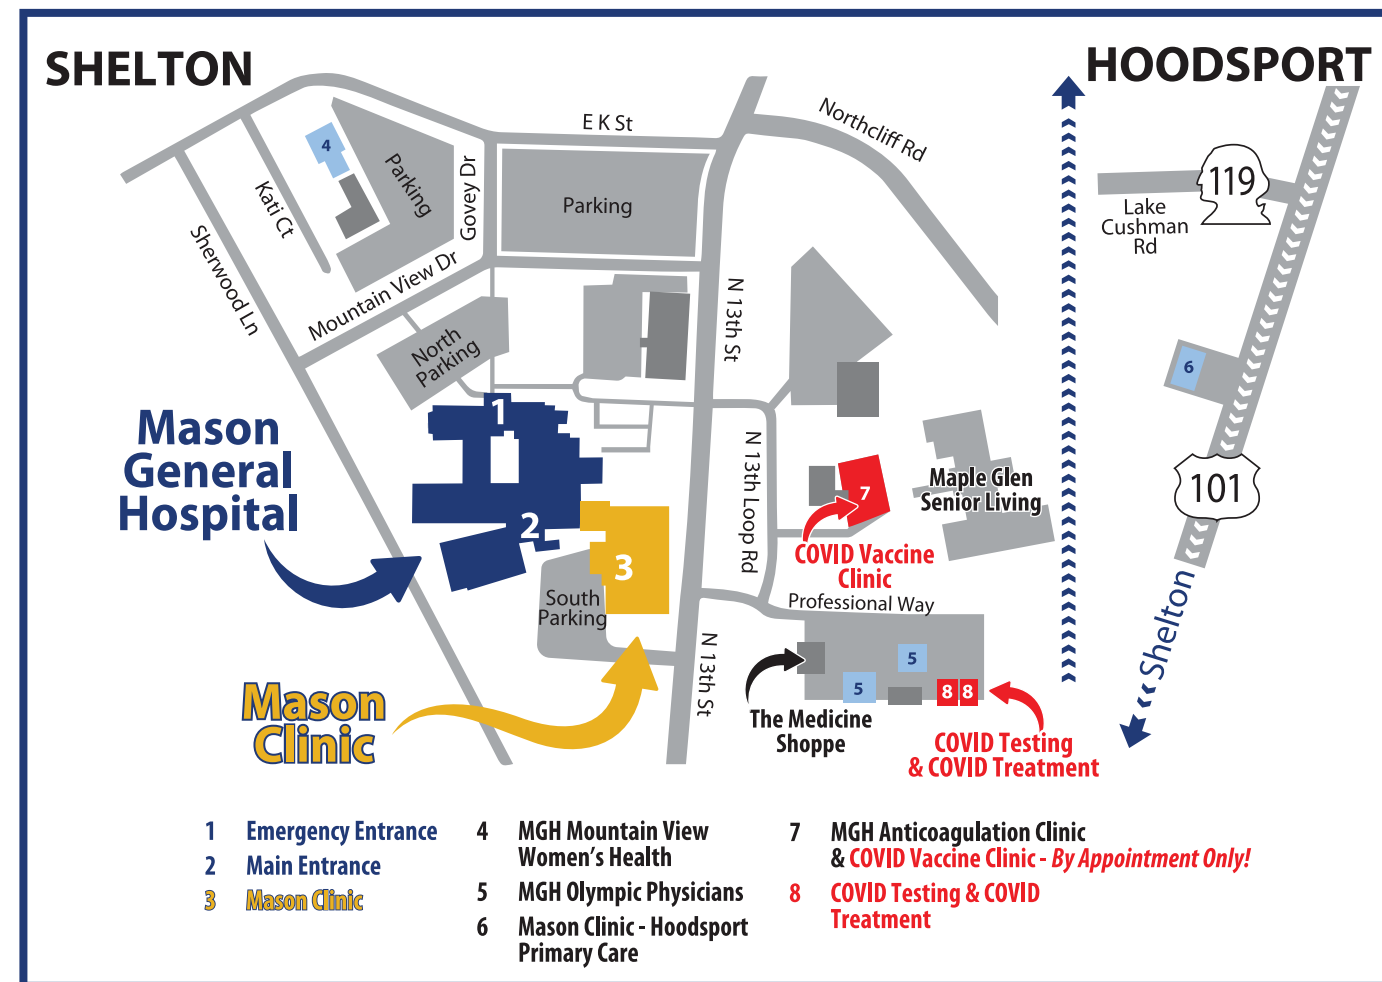 SHELTON
HOODSPORT
E K St
Northcliff Rd
4
Parking
Govey Dr
Parking
Kati Ct
119
Lake
Cushman
Rd
Sherwood Ln
Mountain View Dr
N 13th St
North
Parking
6
1
Mason
General
Hospital
N 13th Loop Rd
7
Maple Glen
Senior Living
101
2
3
COVID Vaccine
Clinic
South
Parking
Professional Way
Shelton
N 13th St
5
5
8
8
Mason
Clinic
The Medicine
Shoppe
COVID Testing
& COVID Treatment
1 Emergency Entrance
2 Main Entrance
3 Mason Clinic
4 MGH Mountain View
Women's Health
5 MGH Olympic Physicians
6 Mason Clinic - Hoodsport
Primary Care
7 MGH Anticoagulation Clinic
& COVID Vaccine Clinic - By Appointment Only!
8 COVID Testing & COVID
Treatment